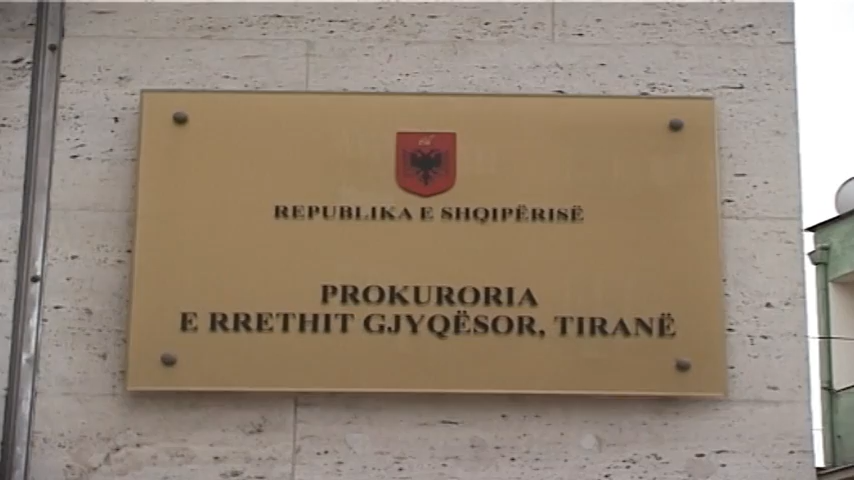 REPUBLIKA E SHQIPËRISË
PROKURORIA
E RRETHIT GJYQËSOR, TIRANË